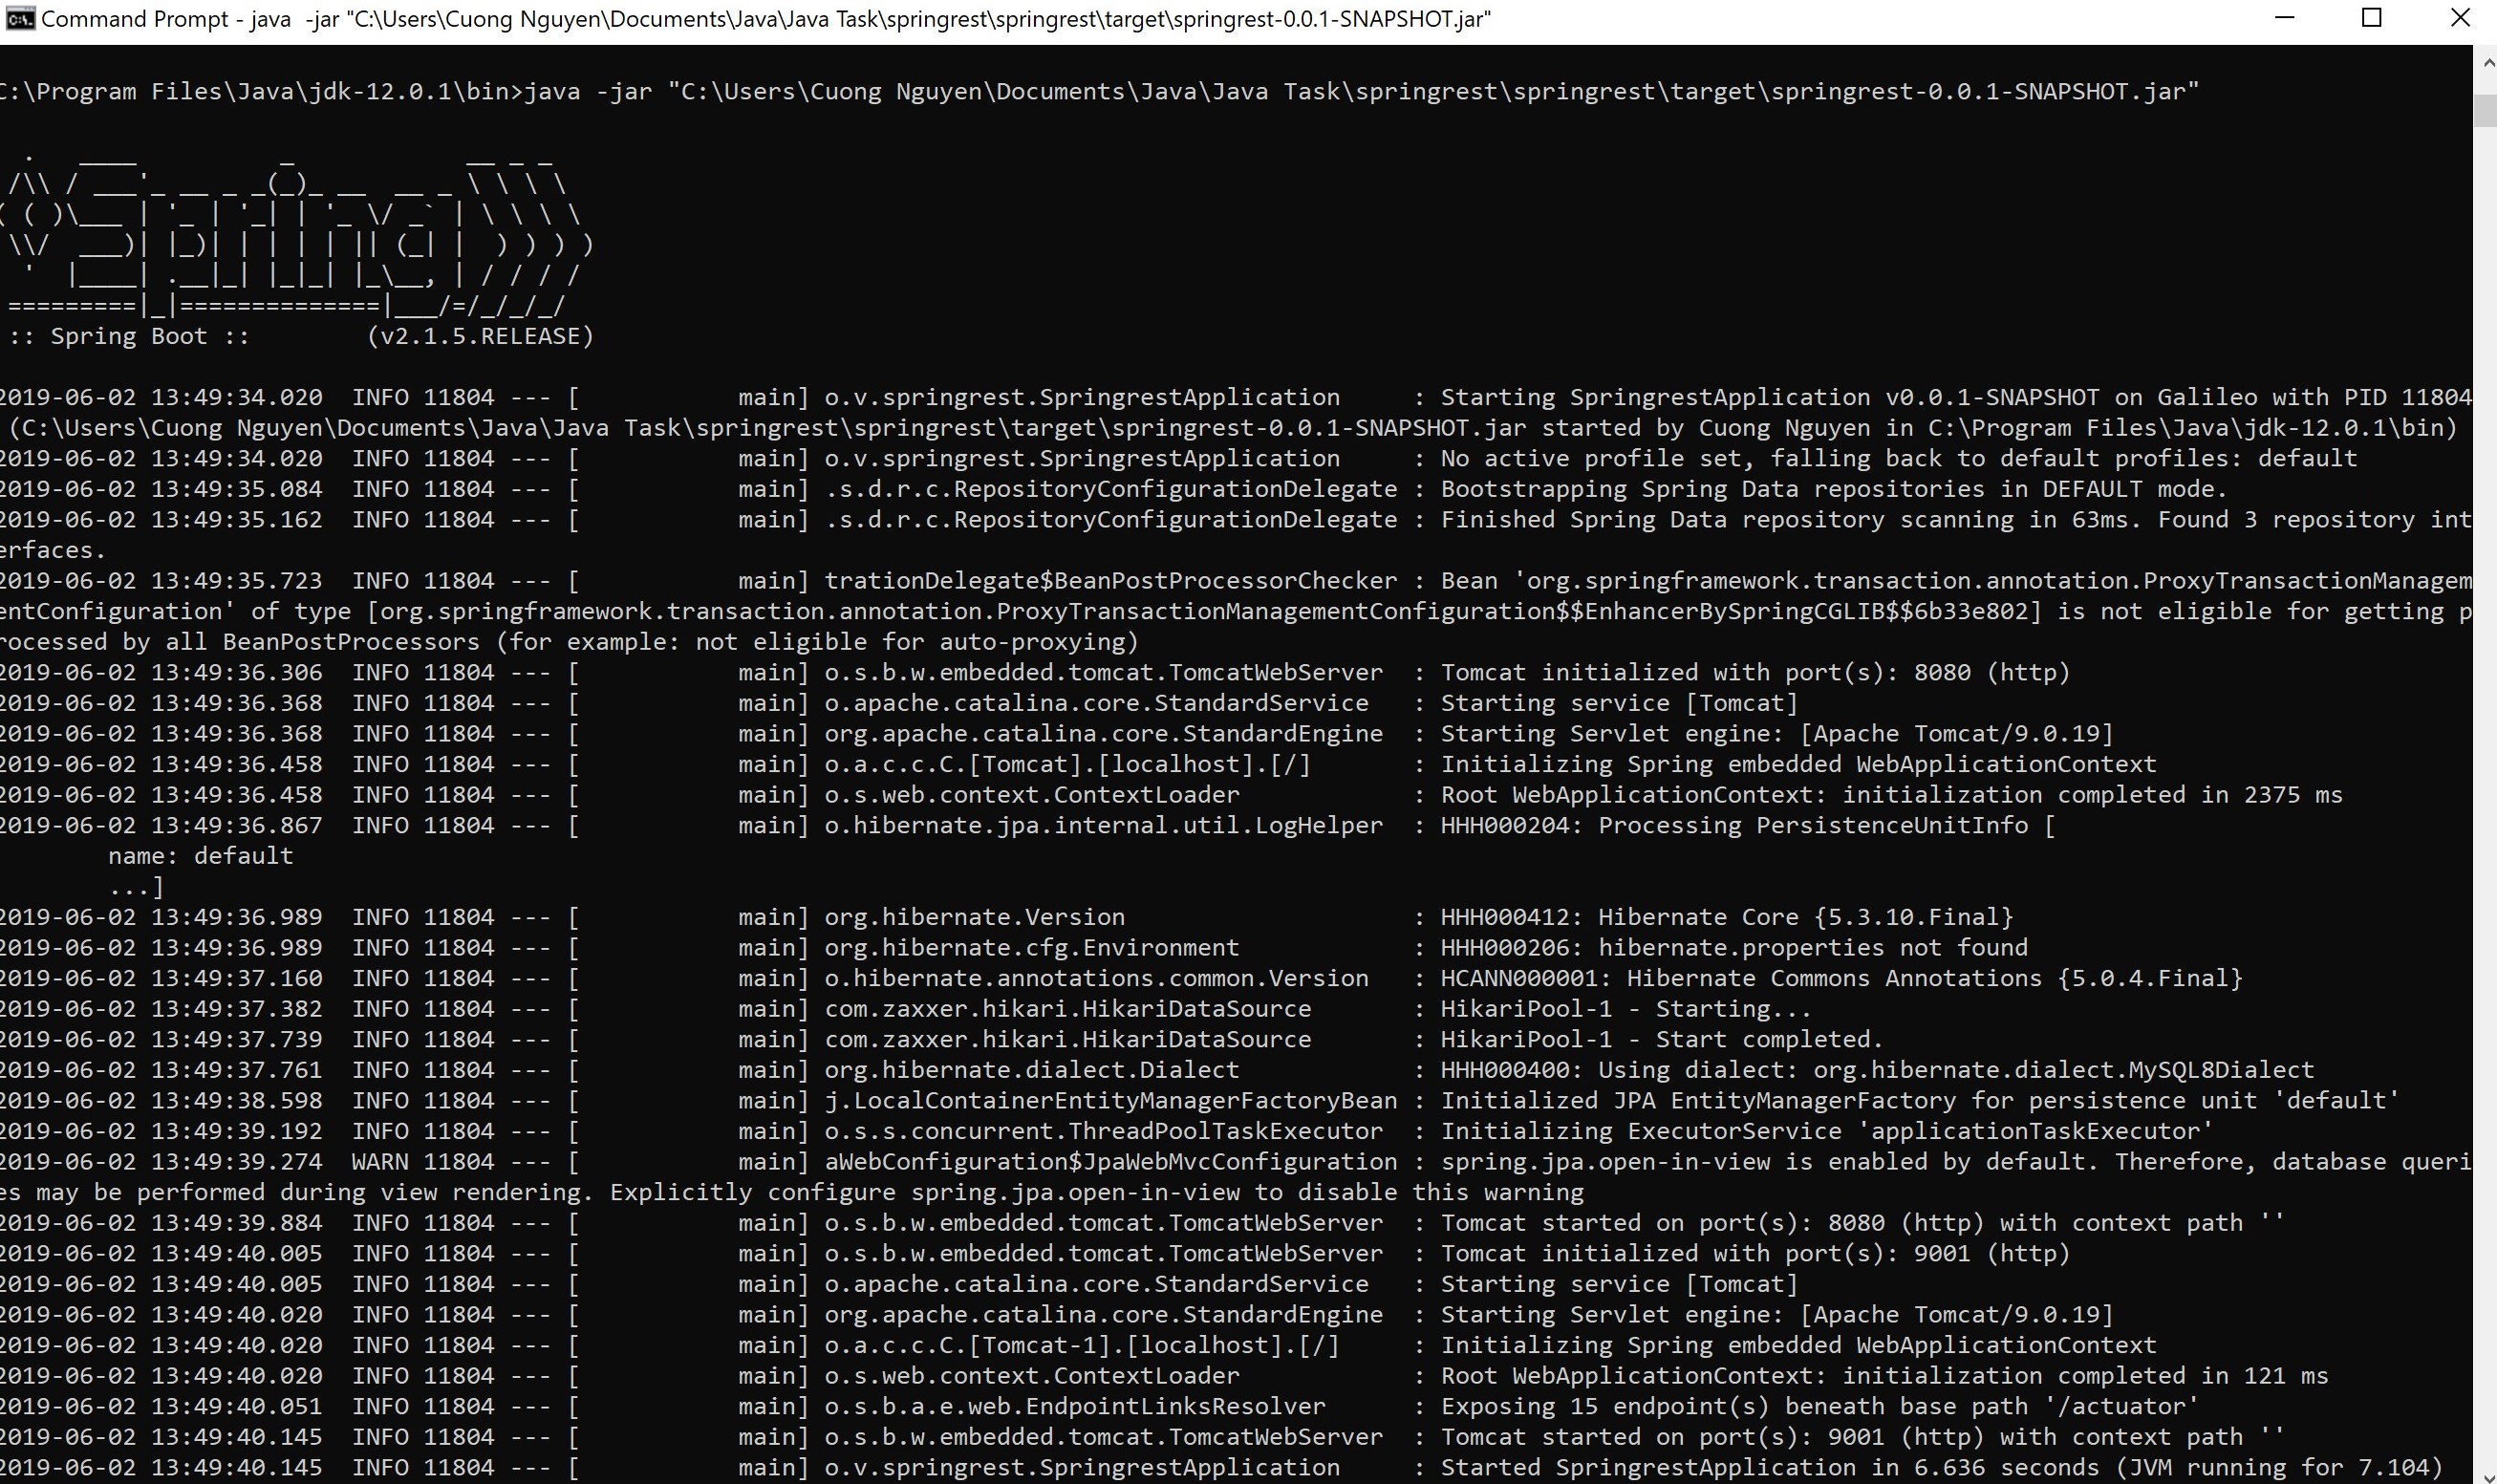 Command Prompt - java  -jar "C:\Users\Cuong Nguyen\Documents\Java\Java Task\springrest\springrest\target\springrest-0.0.1-SNAPSHOT.jar"
C:\Program Files\Java\jdk-12.0.1\bin>java -jar "C:\Users\Cuong Nguyen\Documents\Java\Java Task\springrest\springrest\target\springrest-0.0.1-SNAPSHOT.jar"
  .   ____          _            __ _ _
 /\\ / ___'_ __ _ _(_)_ __  __ _ \ \ \ \
( ( )\___ | '_ | '_| | '_ \/ _` | \ \ \ \
 \\/  ___)| |_)| | | | | || (_| |  ) ) ) )
  '  |____| .__|_| |_|_| |_\__, | / / / /
 =========|_|==============|___/=/_/_/_/
 :: Spring Boot ::        (v2.1.5.RELEASE)
2019-06-02 13:49:34.020  INFO 11804 --- [           main] o.v.springrest.SpringrestApplication     : Starting SpringrestApplication v0.0.1-SNAPSHOT on Galileo with PID 11804
 (C:\Users\Cuong Nguyen\Documents\Java\Java Task\springrest\springrest\target\springrest-0.0.1-SNAPSHOT.jar started by Cuong Nguyen in C:\Program Files\Java\jdk-12.0.1\bin)
2019-06-02 13:49:34.020  INFO 11804 --- [           main] o.v.springrest.SpringrestApplication     : No active profile set, falling back to default profiles: default
2019-06-02 13:49:35.084  INFO 11804 --- [           main] .s.d.r.c.RepositoryConfigurationDelegate : Bootstrapping Spring Data repositories in DEFAULT mode.
2019-06-02 13:49:35.162  INFO 11804 --- [           main] .s.d.r.c.RepositoryConfigurationDelegate : Finished Spring Data repository scanning in 63ms. Found 3 repository int
erfaces.
2019-06-02 13:49:35.723  INFO 11804 --- [           main] trationDelegate$BeanPostProcessorChecker : Bean 'org.springframework.transaction.annotation.ProxyTransactionManagem
entConfiguration' of type [org.springframework.transaction.annotation.ProxyTransactionManagementConfiguration$$EnhancerBySpringCGLIB$$6b33e802] is not eligible for getting p
rocessed by all BeanPostProcessors (for example: not eligible for auto-proxying)
2019-06-02 13:49:36.306  INFO 11804 --- [           main] o.s.b.w.embedded.tomcat.TomcatWebServer  : Tomcat initialized with port(s): 8080 (http)
2019-06-02 13:49:36.368  INFO 11804 --- [           main] o.apache.catalina.core.StandardService   : Starting service [Tomcat]
2019-06-02 13:49:36.368  INFO 11804 --- [           main] org.apache.catalina.core.StandardEngine  : Starting Servlet engine: [Apache Tomcat/9.0.19]
2019-06-02 13:49:36.458  INFO 11804 --- [           main] o.a.c.c.C.[Tomcat].[localhost].[/]       : Initializing Spring embedded WebApplicationContext
2019-06-02 13:49:36.458  INFO 11804 --- [           main] o.s.web.context.ContextLoader            : Root WebApplicationContext: initialization completed in 2375 ms
2019-06-02 13:49:36.867  INFO 11804 --- [           main] o.hibernate.jpa.internal.util.LogHelper  : HHH000204: Processing PersistenceUnitInfo [
        name: default
        ...]
2019-06-02 13:49:36.989  INFO 11804 --- [           main] org.hibernate.Version                    : HHH000412: Hibernate Core {5.3.10.Final}
2019-06-02 13:49:36.989  INFO 11804 --- [           main] org.hibernate.cfg.Environment            : HHH000206: hibernate.properties not found
2019-06-02 13:49:37.160  INFO 11804 --- [           main] o.hibernate.annotations.common.Version   : HCANN000001: Hibernate Commons Annotations {5.0.4.Final}
2019-06-02 13:49:37.382  INFO 11804 --- [           main] com.zaxxer.hikari.HikariDataSource       : HikariPool-1 - Starting...
2019-06-02 13:49:37.739  INFO 11804 --- [           main] com.zaxxer.hikari.HikariDataSource       : HikariPool-1 - Start completed.
2019-06-02 13:49:37.761  INFO 11804 --- [           main] org.hibernate.dialect.Dialect            : HHH000400: Using dialect: org.hibernate.dialect.MySQL8Dialect
2019-06-02 13:49:38.598  INFO 11804 --- [           main] j.LocalContainerEntityManagerFactoryBean : Initialized JPA EntityManagerFactory for persistence unit 'default'
2019-06-02 13:49:39.192  INFO 11804 --- [           main] o.s.s.concurrent.ThreadPoolTaskExecutor  : Initializing ExecutorService 'applicationTaskExecutor'
2019-06-02 13:49:39.274  WARN 11804 --- [           main] aWebConfiguration$JpaWebMvcConfiguration : spring.jpa.open-in-view is enabled by default. Therefore, database queri
es may be performed during view rendering. Explicitly configure spring.jpa.open-in-view to disable this warning
2019-06-02 13:49:39.884  INFO 11804 --- [           main] o.s.b.w.embedded.tomcat.TomcatWebServer  : Tomcat started on port(s): 8080 (http) with context path ''
2019-06-02 13:49:40.005  INFO 11804 --- [           main] o.s.b.w.embedded.tomcat.TomcatWebServer  : Tomcat initialized with port(s): 9001 (http)
2019-06-02 13:49:40.005  INFO 11804 --- [           main] o.apache.catalina.core.StandardService   : Starting service [Tomcat]
2019-06-02 13:49:40.020  INFO 11804 --- [           main] org.apache.catalina.core.StandardEngine  : Starting Servlet engine: [Apache Tomcat/9.0.19]
2019-06-02 13:49:40.020  INFO 11804 --- [           main] o.a.c.c.C.[Tomcat-1].[localhost].[/]     : Initializing Spring embedded WebApplicationContext
2019-06-02 13:49:40.020  INFO 11804 --- [           main] o.s.web.context.ContextLoader            : Root WebApplicationContext: initialization completed in 121 ms
2019-06-02 13:49:40.051  INFO 11804 --- [           main] o.s.b.a.e.web.EndpointLinksResolver      : Exposing 15 endpoint(s) beneath base path '/actuator'
2019-06-02 13:49:40.145  INFO 11804 --- [           main] o.s.b.w.embedded.tomcat.TomcatWebServer  : Tomcat started on port(s): 9001 (http) with context path ''
2019-06-02 13:49:40.145  INFO 11804 --- [           main] o.v.springrest.SpringrestApplication     : Started SpringrestApplication in 6.636 seconds (JVM running for 7.104)